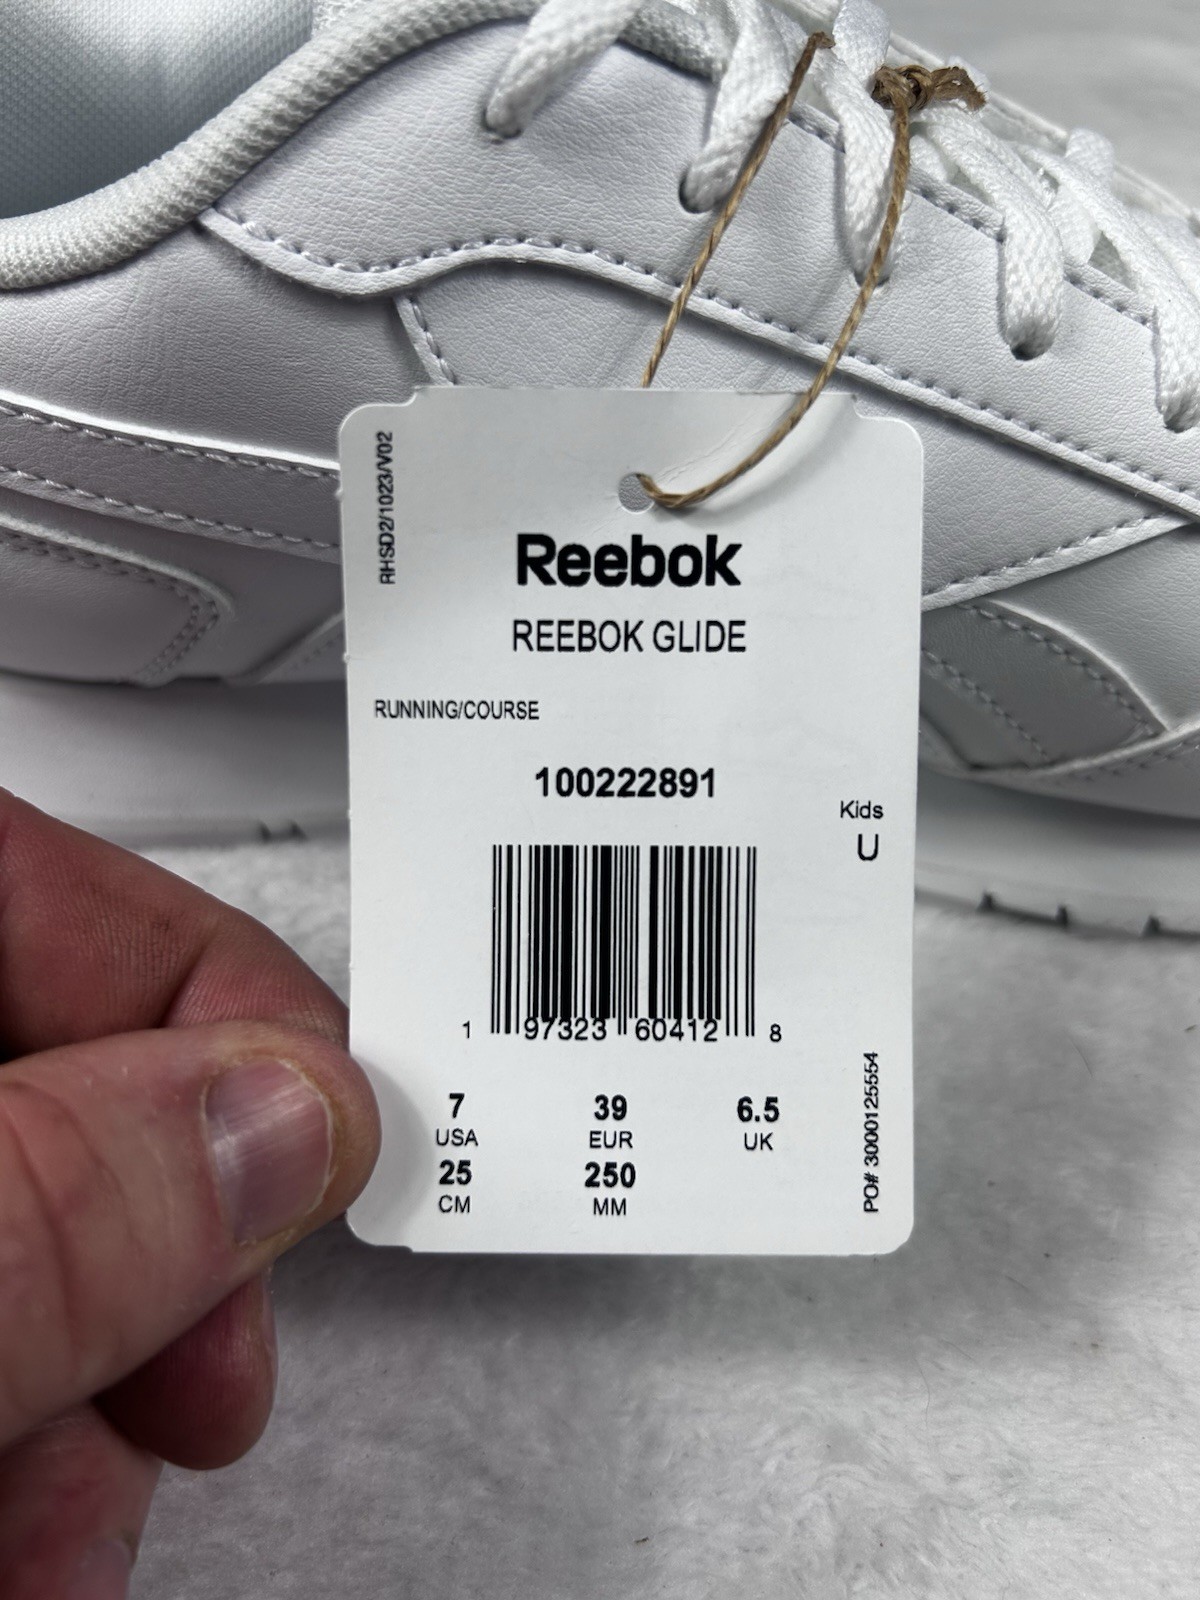 RHSD2/1023/V02
Reebok
REEBOK GLIDE
RUNNING/COURSE
100222891
Kids
U
1 97323 60412 8
7 39 6.5
USA EUR UK
25 250
CM MM
PO# 3000125554